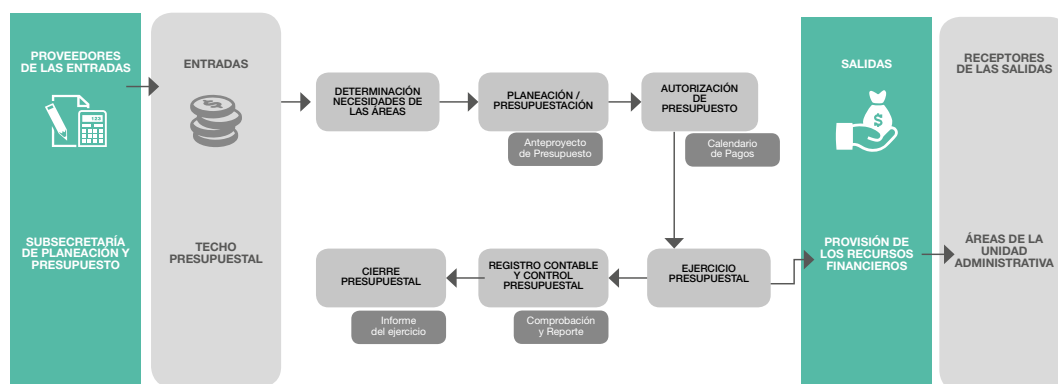 PROVEEDORES
DE LAS ENTRADAS
SUBSECRETARÍA
DE PLANEACIÓN Y
PRESUPUESTO
ENTRADAS
TECHO
PRESUPUESTAL
DETERMINACIÓN
NECESIDADES DE
LAS ÁREAS
PLANEACIÓN /
PRESUPUESTACIÓN
Anteproyecto
de Presupuesto
AUTORIZACIÓN
DE
PRESUPUESTO
Calendario
de Pagos
EJERCICIO
PRESUPUESTAL
REGISTRO CONTABLE
Y CONTROL
PRESUPUESTAL
Comprobación
y Reporte
CIERRE
PRESUPUESTAL
Informe
del ejercicio
SALIDAS
$
PROVISIÓN DE
LOS RECURSOS
FINANCIEROS
RECEPTORES
DE LAS SALIDAS
ÁREAS DE LA
UNIDAD
ADMINISTRATIVA